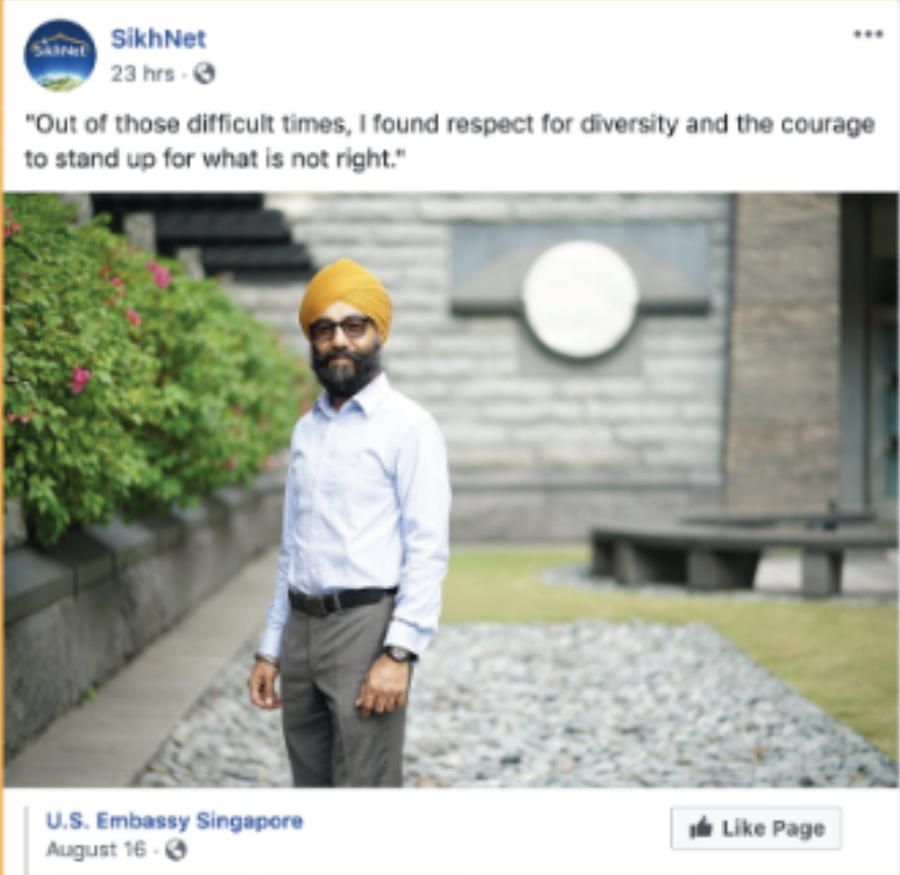 SikhNet
SikhNet
23 hrs ·
"Out of those difficult times, I found respect for diversity and the courage
to stand up for what is not right."
U.S. Embassy Singapore
August 16 ·
Like Page